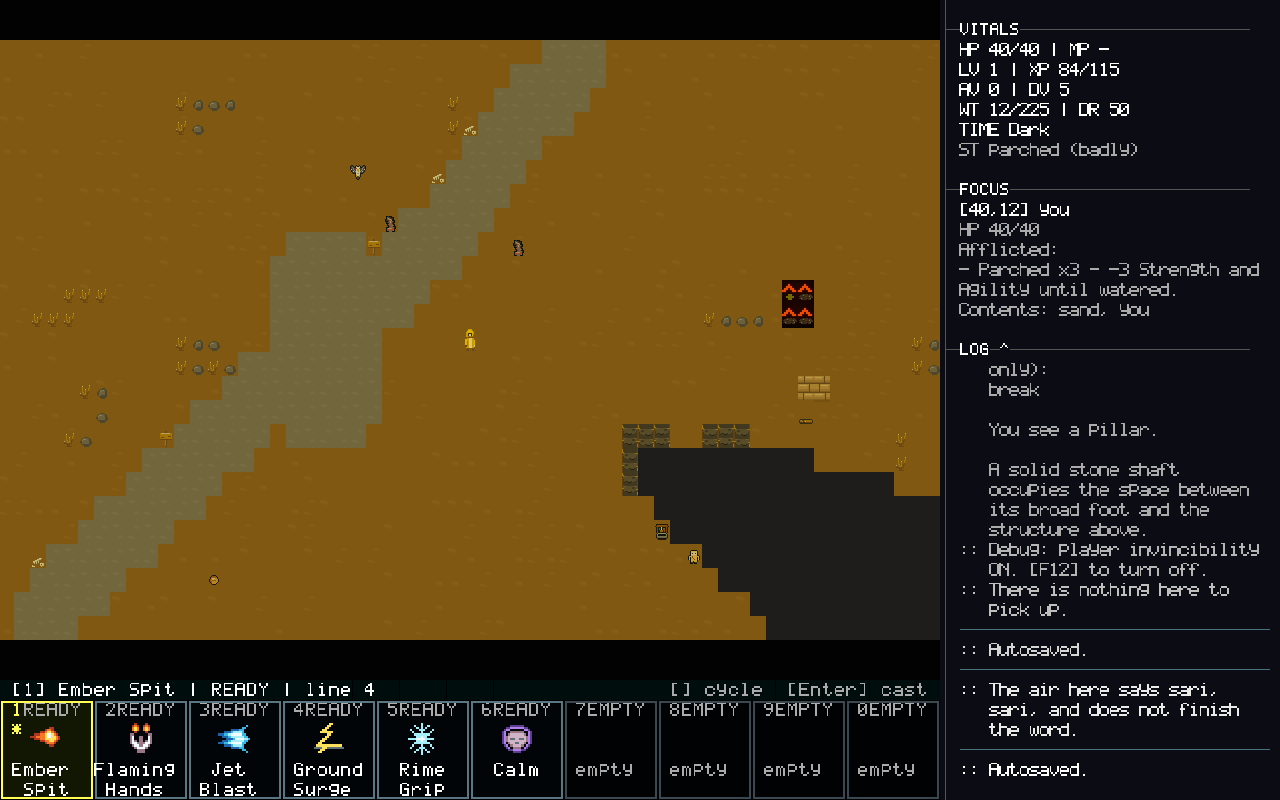 VITALS
HP 40/40 | MP -
LV 1 | XP 84/115
AV 0 | DV 5
WT 12/225 | DR 50
TIME Dark
ST Parched (badly)
FOCUS
[40,12] You
HP 40/40
Afflicted:
- Parched x3 - -3 Strength and
Agility until watered.
Contents: sand, you
LOG ^
only):
break
You see a Pillar.
A solid stone shaft
occupies the space between
its broad foot and the
structure above.
:: Debug: Player invincibility
ON. [F12] to turn off.
:: There is nothing here to
pick up.
:: Autosaved.
:: The air here says sari,
sari, and does not finish
the word.
:: Autosaved.
[1] Ember Spit | READY | line 4
[] cycle [Enter] cast
1READY 2READY 3READY 4READY 5READY 6READY 7EMPTY 8EMPTY 9EMPTY 0EMPTY
*
Ember Flaming Jet Ground Rime Calm empty empty empty empty
Spit Hands Blast Surge Grip